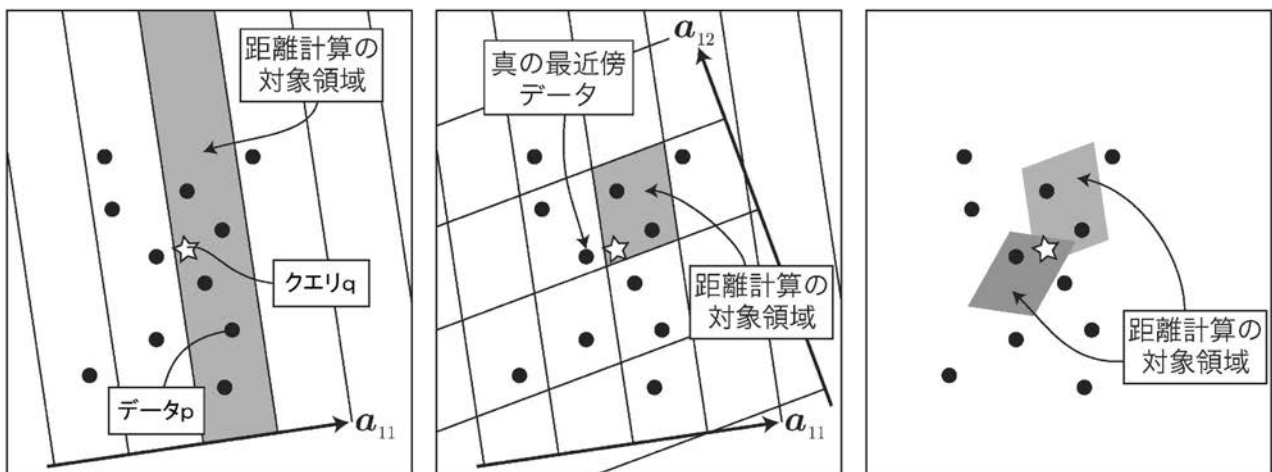 距離計算の
対象領域
クエリq
データp
a11
真の最近傍
データ
a12
距離計算の
対象領域
a11
距離計算の
対象領域